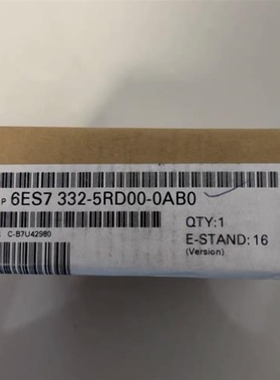 P 6ES7 332-5RD00-0AB0
S C-B7U42980
QTY:1
E-STAND:16
(Version)